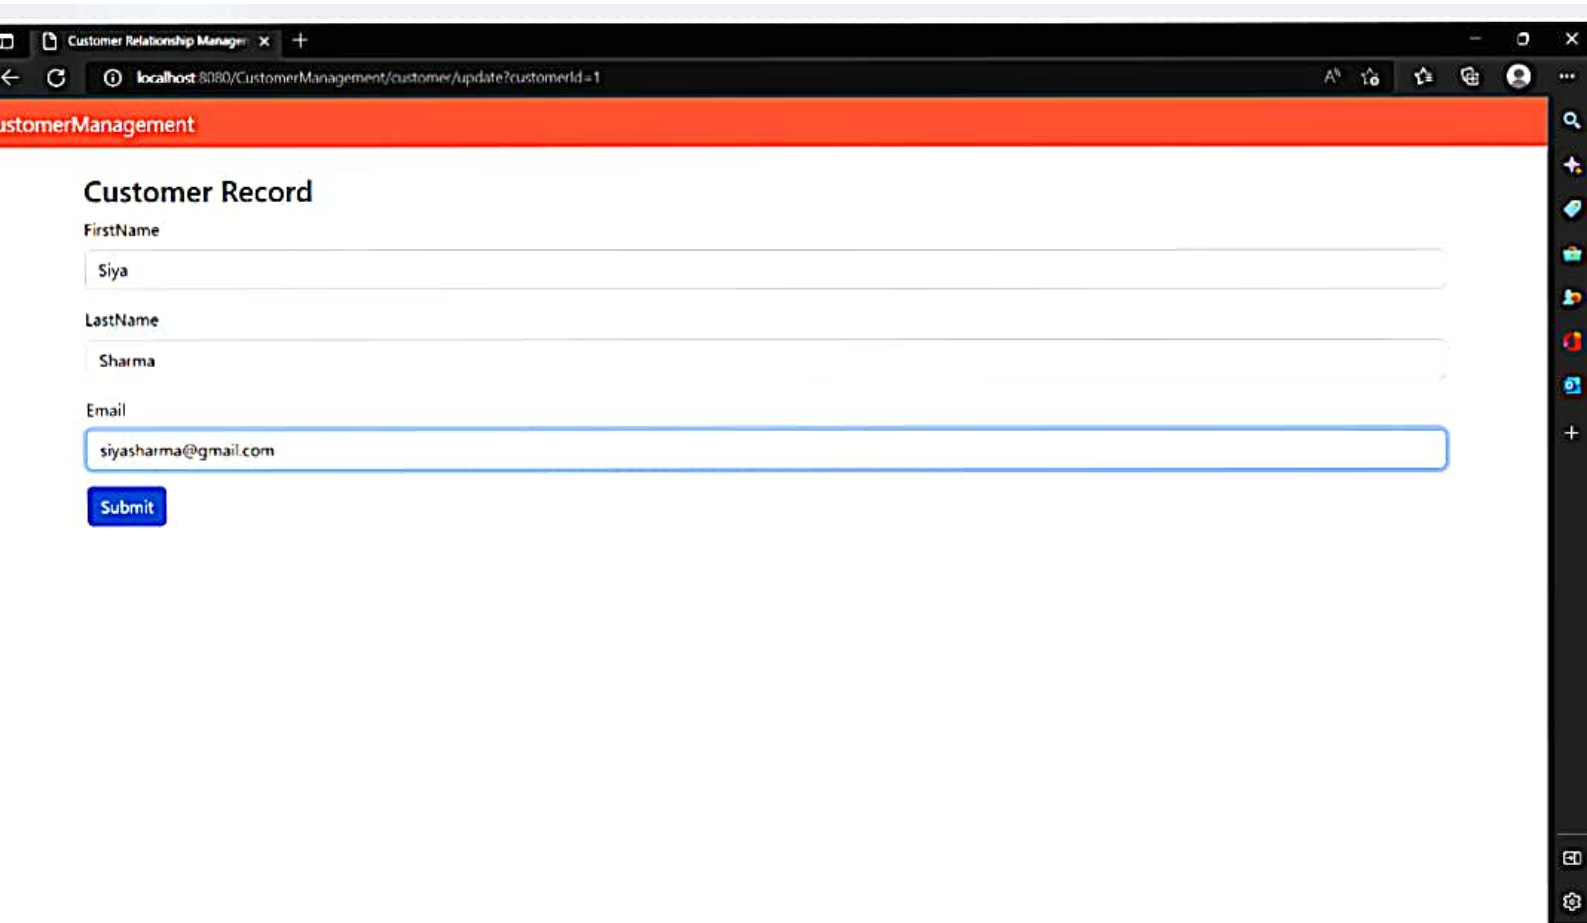 Customer Relationship Manager
localhost:8080/CustomerManagement/customer/update?customerId=1
ustomerManagement
Customer Record
FirstName
Siya
LastName
Sharma
Email
siyasharma@gmail.com
Submit